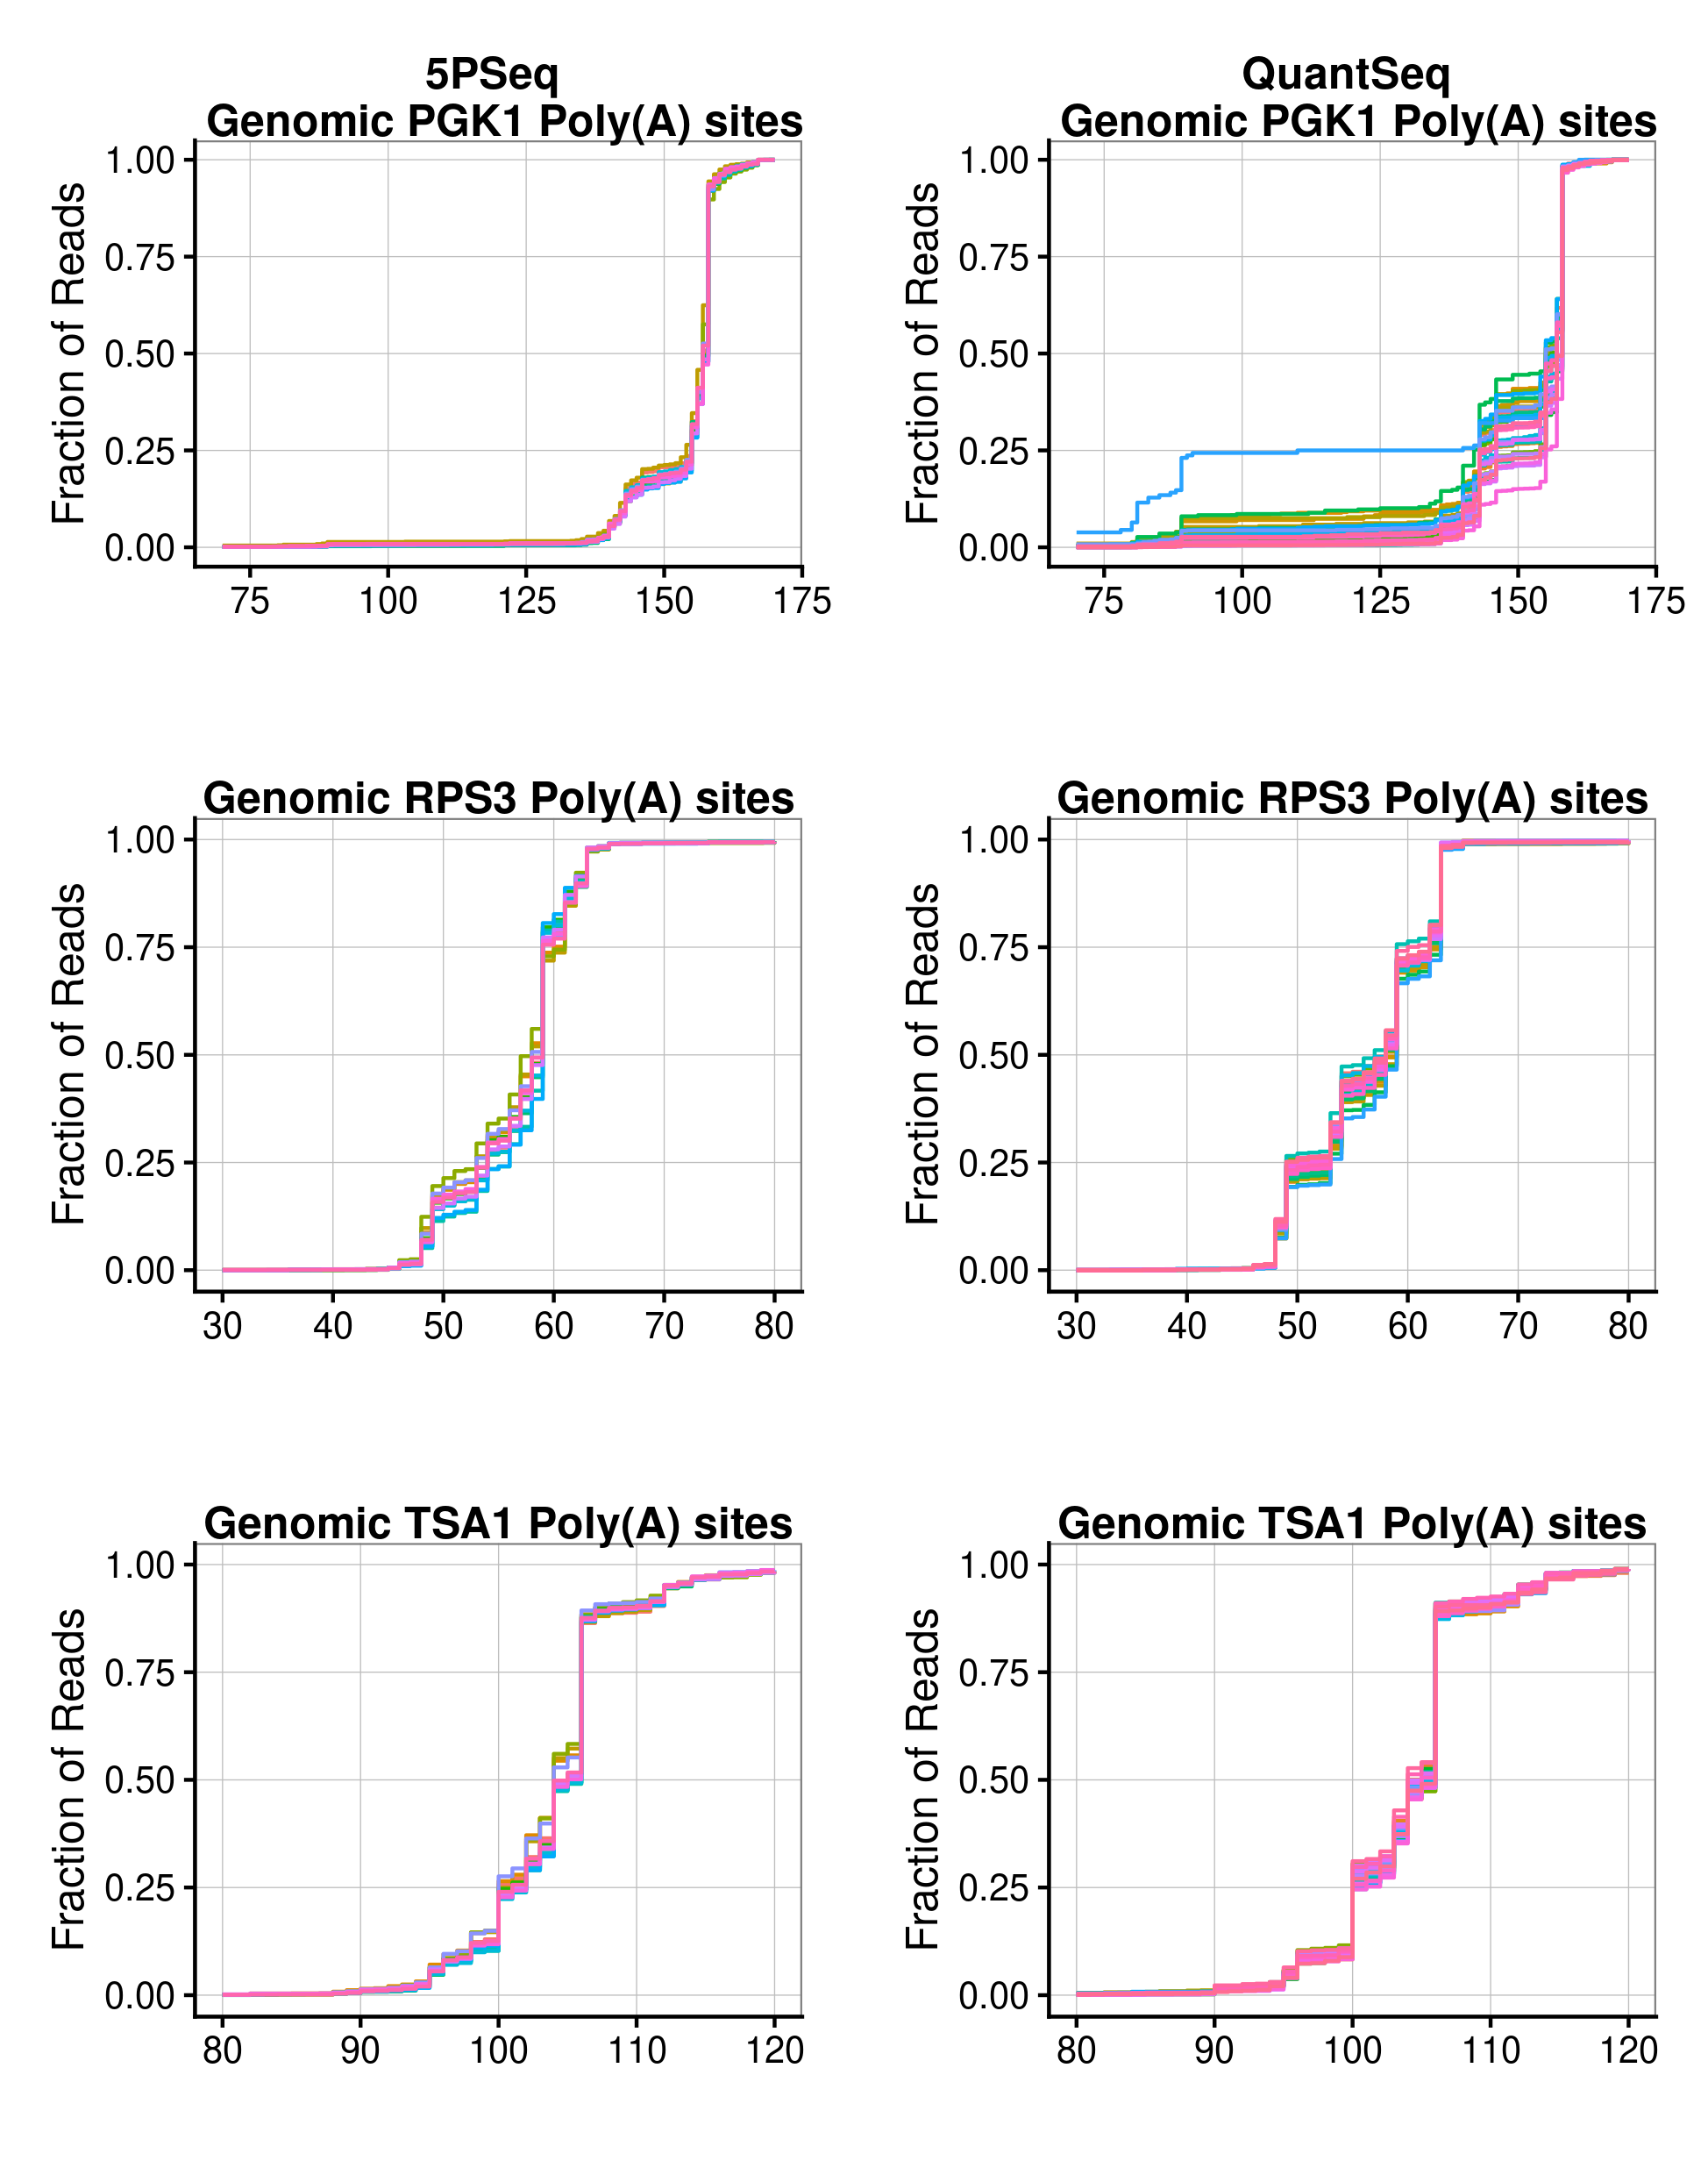 5PSeq
Genomic PGK1 Poly(A) sites
Fraction of Reads
1.00
0.75
0.50
0.25
0.00
75 100 125 150 175
QuantSeq
Genomic PGK1 Poly(A) sites
Fraction of Reads
1.00
0.75
0.50
0.25
0.00
75 100 125 150 175
Genomic RPS3 Poly(A) sites
Fraction of Reads
1.00
0.75
0.50
0.25
0.00
30 40 50 60 70 80
Genomic RPS3 Poly(A) sites
Fraction of Reads
1.00
0.75
0.50
0.25
0.00
30 40 50 60 70 80
Genomic TSA1 Poly(A) sites
Fraction of Reads
1.00
0.75
0.50
0.25
0.00
80 90 100 110 120
Genomic TSA1 Poly(A) sites
Fraction of Reads
1.00
0.75
0.50
0.25
0.00
80 90 100 110 120